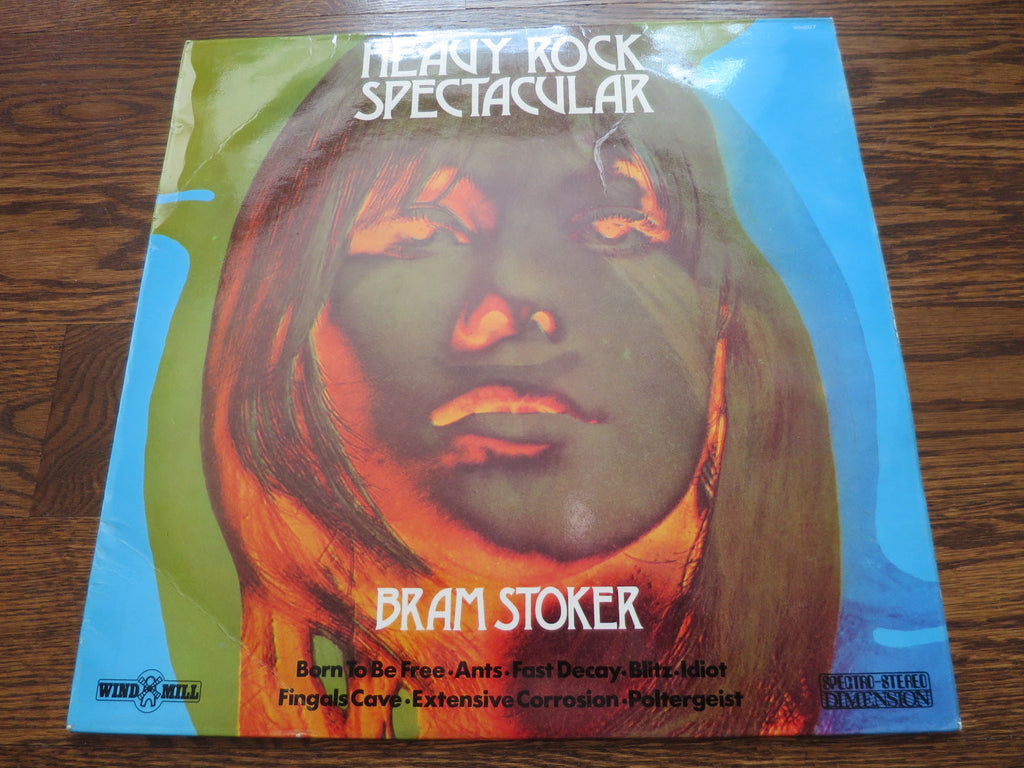 HEAVY ROCK
SPECTACULAR
BRAM STOKER
Born To Be Free • Ants • Fast Decay • Blitz • Idiot
Fingals Cave • Extensive Corrosion • Poltergeist
WIND MILL
SPECTRO-STEREO
DIMENSION